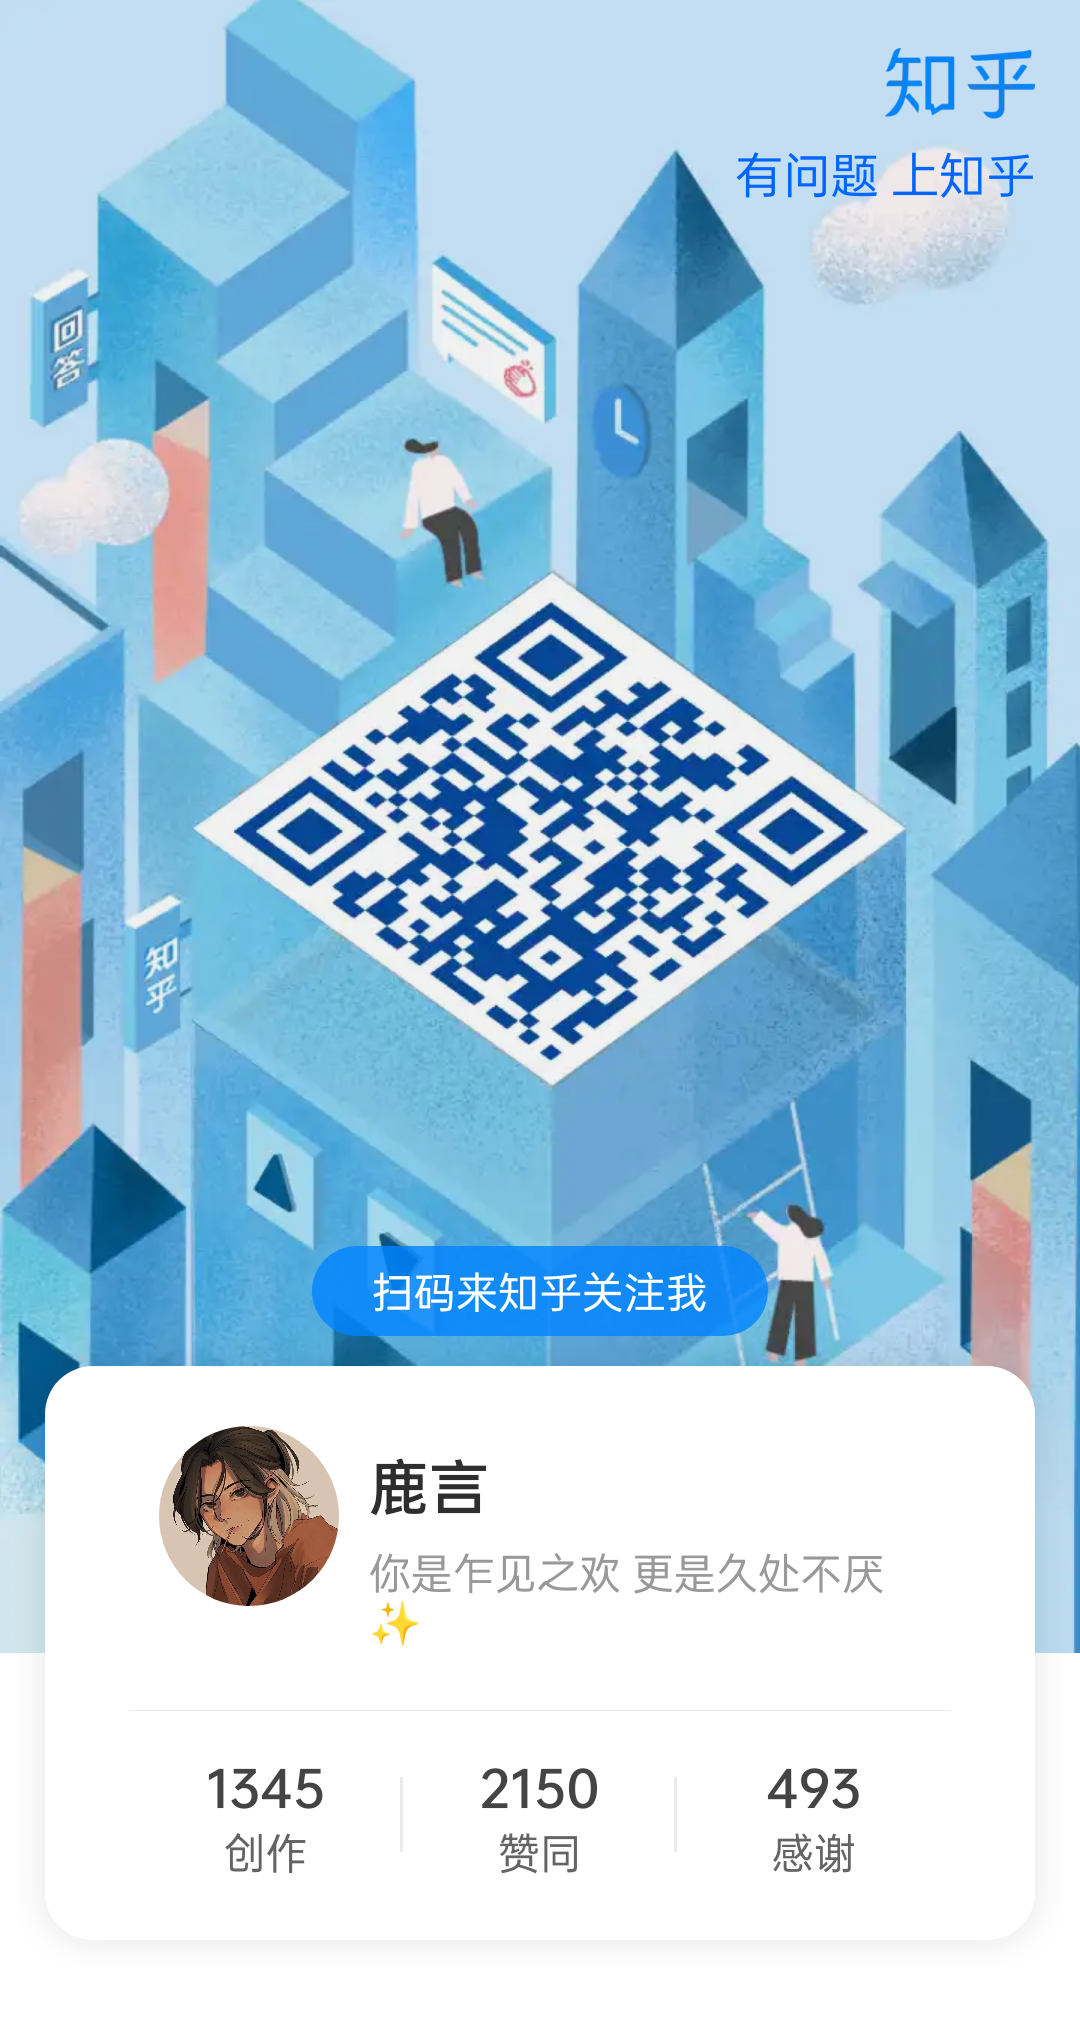 知乎
有问题 上知乎
回答
知乎
扫码来知乎关注我
鹿言
你是乍见之欢 更是久处不厌
✨
1345
2150
493
创作
赞同
感谢